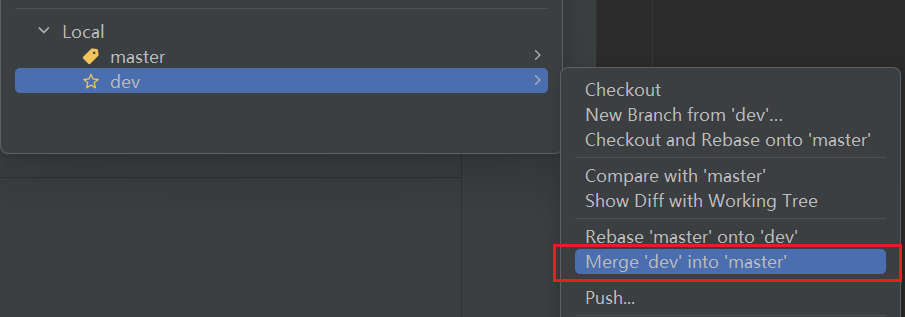 Local
master
dev
Checkout
New Branch from 'dev'...
Checkout and Rebase onto 'master'
Compare with 'master'
Show Diff with Working Tree
Rebase 'master' onto 'dev'
Merge 'dev' into 'master'
Push...